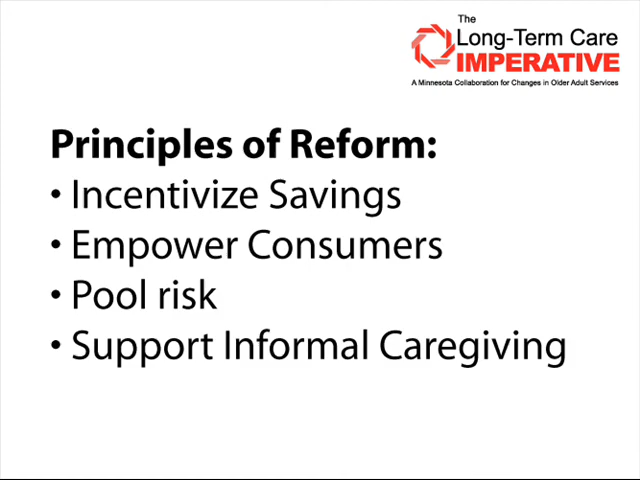 The
Long-Term Care
IMPERATIVE
A Minnesota Collaboration for Changes in Older Adult Services
Principles of Reform:
• Incentivize Savings
• Empower Consumers
• Pool risk
• Support Informal Caregiving